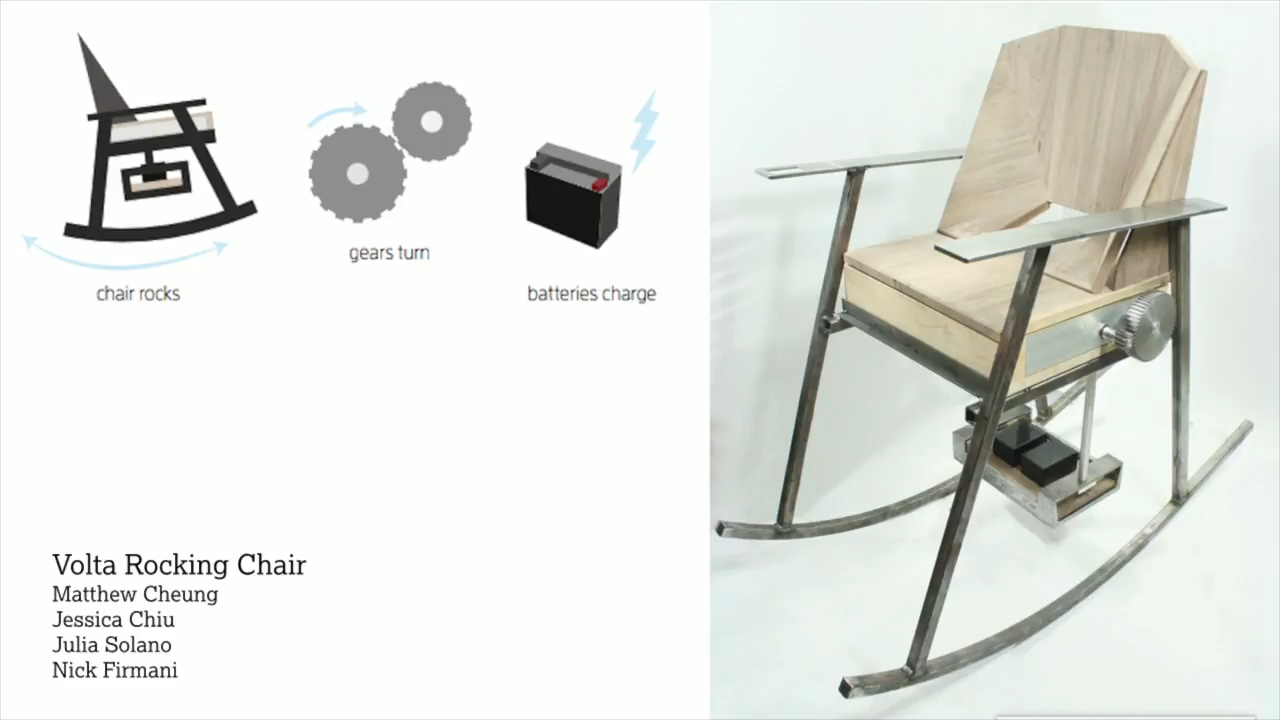 chair rocks
gears turn
batteries charge
Volta Rocking Chair
Matthew Cheung
Jessica Chiu
Julia Solano
Nick Firmani